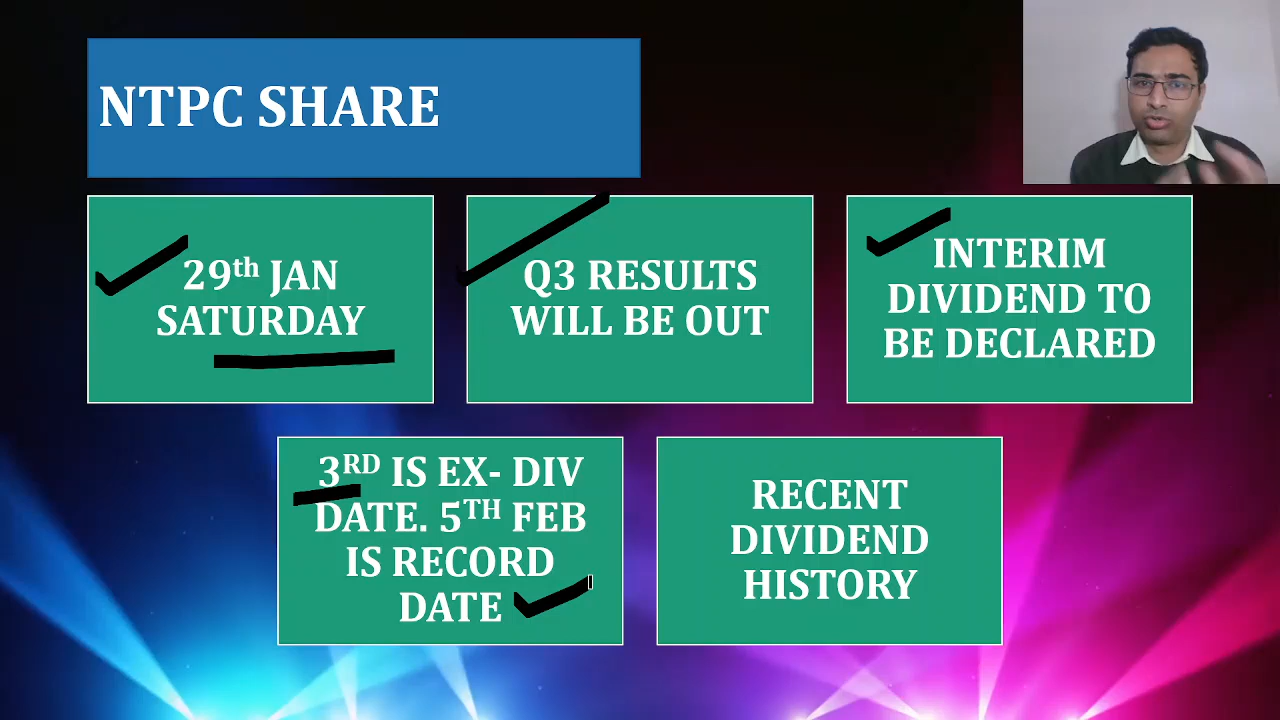 NTPC SHARE
29th JAN
SATURDAY
Q3 RESULTS
WILL BE OUT
INTERIM
DIVIDEND TO
BE DECLARED
3RD IS EX- DIV
DATE. 5TH FEB
IS RECORD
DATE
RECENT
DIVIDEND
HISTORY